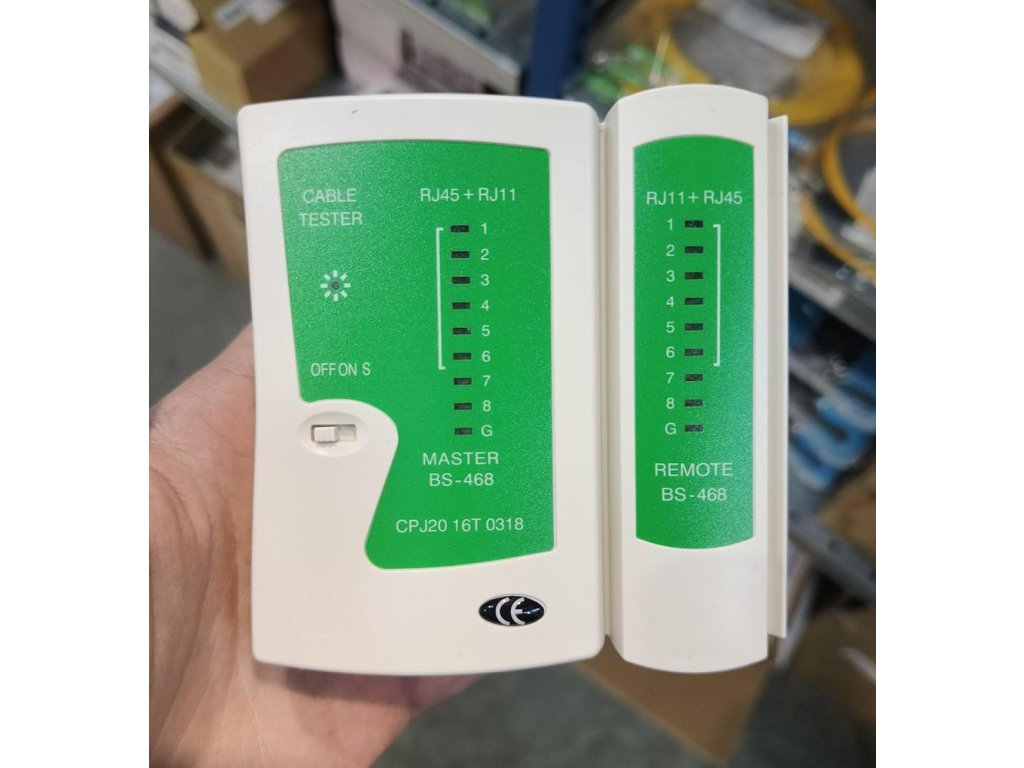 CABLE
TESTER
OFF ON S
RJ45 + RJ11
1
2
3
4
5
6
7
8
G
MASTER
BS-468
CPJ20 16T 0318
CE
RJ11 + RJ45
1
2
3
4
5
6
7
8
G
REMOTE
BS-468